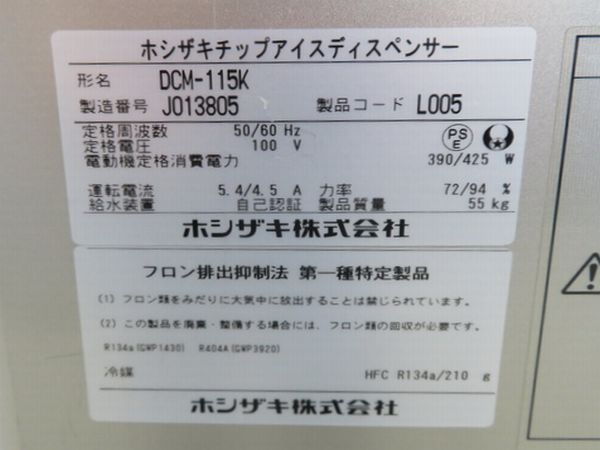 ホシザキチップアイスディスペンサー
形名 DCM-115K
製造番号 J013805 製品コード L005
定格周波数 50/60 Hz
定格電圧 100 V
PS E
電動機定格消費電力 390/425 W
運転電流 5.4/4.5 A 力率 72/94 %
給水装置 自己認証 製品質量 55 kg
ホシザキ株式会社
フロン排出抑制法 第一種特定製品
(1) フロン類をみだりに大気中に放出することは禁じられています。
(2) この製品を廃棄・整備する場合には、フロン類の回収が必要です。
R134a(GWP1430) R404A(GWP3920)
冷媒 HFC R134a/210 g
ホシザキ株式会社